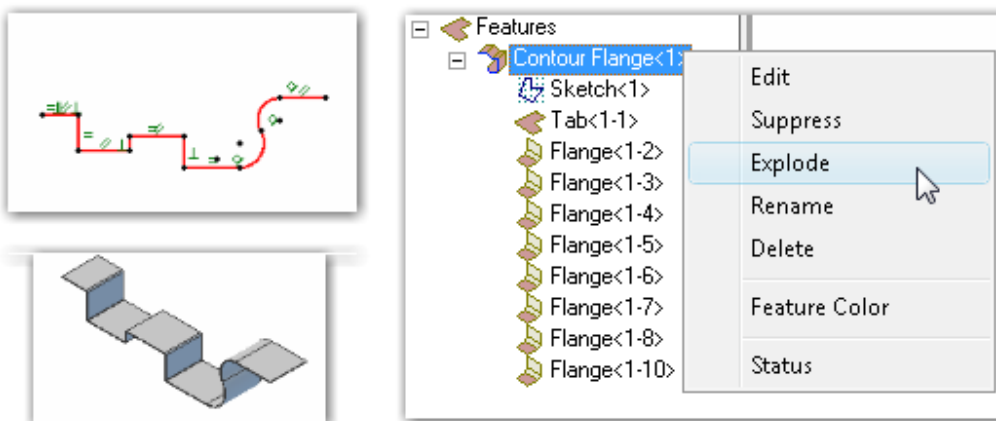 Features
Contour Flange<1>
Sketch<1>
Tab<1-1>
Flange<1-2>
Flange<1-3>
Flange<1-4>
Flange<1-5>
Flange<1-6>
Flange<1-7>
Flange<1-8>
Flange<1-10>
Edit
Suppress
Explode
Rename
Delete
Feature Color
Status